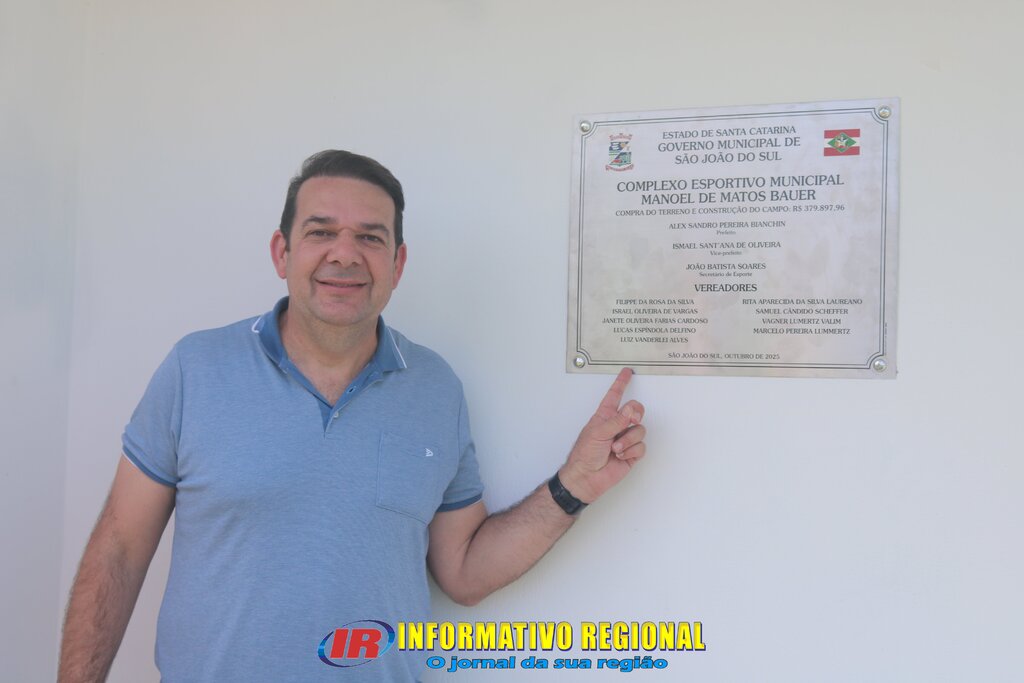 ESTADO DE SANTA CATARINA
GOVERNO MUNICIPAL DE
SÃO JOÃO DO SUL
COMPLEXO ESPORTIVO MUNICIPAL
MANOEL DE MATOS BAUER
COMPRA DO TERRENO E CONSTRUÇÃO DO CAMPO: R$ 379.897,96
ALEX SANDRO PEREIRA BIANCHIN
Prefeito
ISMAEL SANT'ANA DE OLIVEIRA
Vice-prefeito
JOÃO BATISTA SOARES
Secretário de Esporte
VEREADORES
FILIPPE DA ROSA DA SILVA
ISRAEL OLIVEIRA DE VARGAS
JANETE OLIVEIRA FARIAS CARDOSO
LUCAS ESPÍNDOLA DELFINO
LUIZ VANDERLEI ALVES
RITA APARECIDA DA SILVA LAUREANO
SAMUEL CÂNDIDO SCHEFFER
VAGNER LUMERTZ VALIM
MARCELO PEREIRA LUMMERTZ
SÃO JOÃO DO SUL, OUTUBRO DE 2025
IR INFORMATIVO REGIONAL
O jornal da sua região